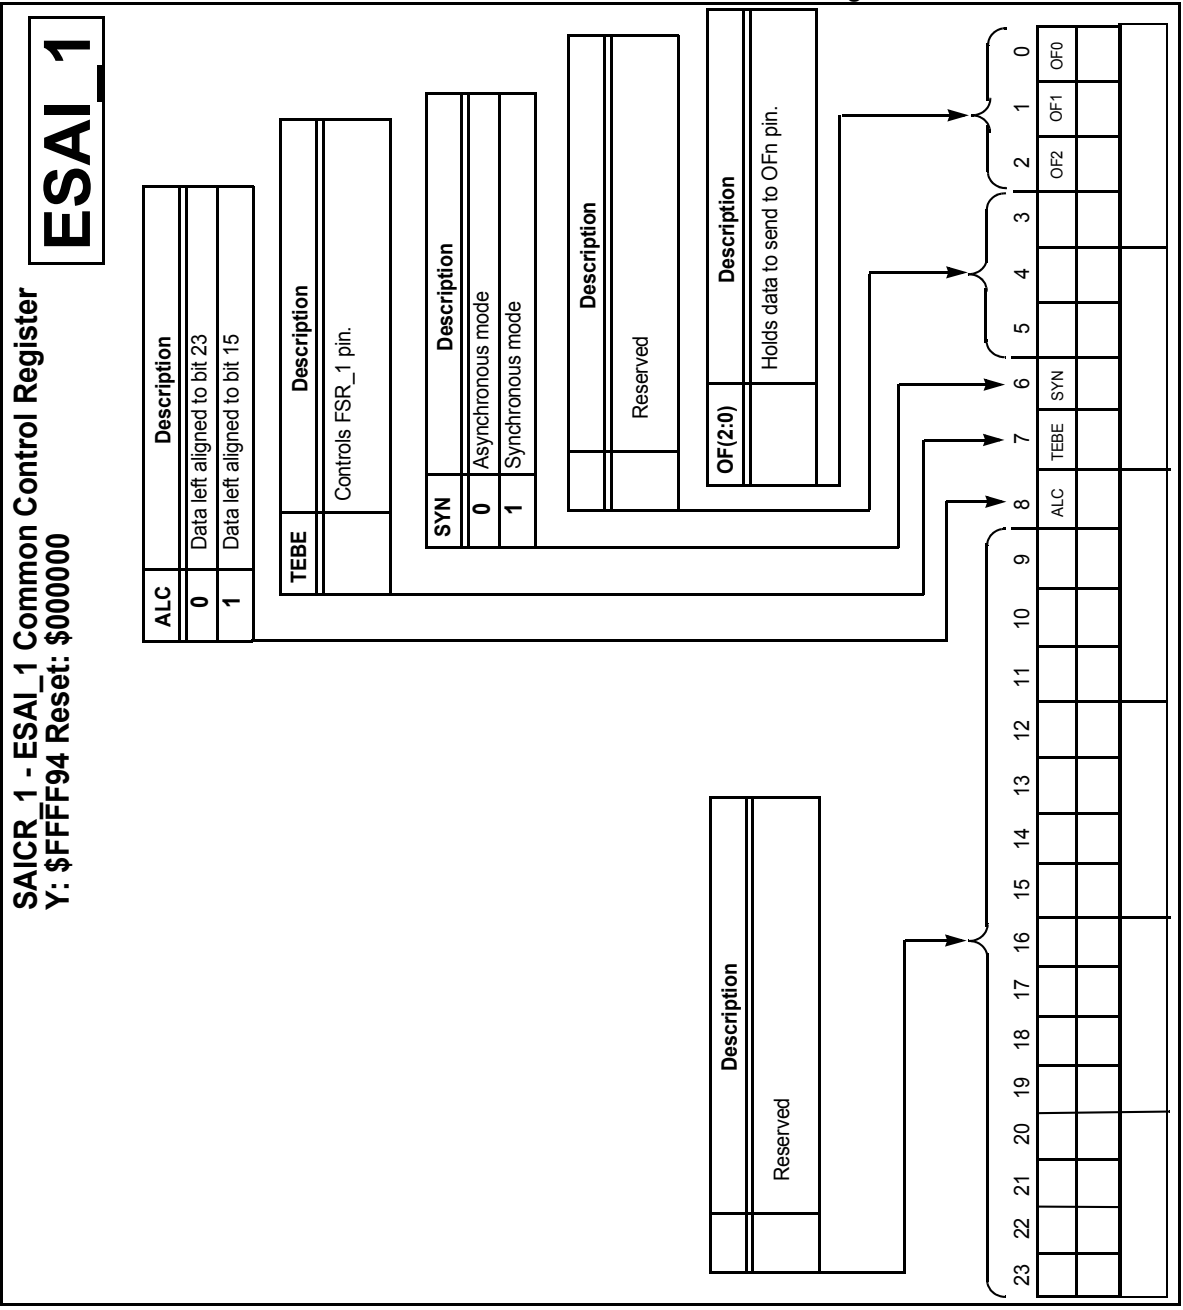 SAICR_1 - ESAI_1 Common Control Register
Y: $FFFF94 Reset: $000000
ESAI_1
ALC Description
0 Data left aligned to bit 23
1 Data left aligned to bit 15
TEBE Description
Controls FSR_1 pin.
SYN Description
0 Asynchronous mode
1 Synchronous mode
Description
Reserved
OF(2:0) Description
Holds data to send to OFn pin.
Description
Reserved
23 22 21 20 19 18 17 16 15 14 13 12 11 10 9 8 7 6 5 4 3 2 1 0
ALC TEBE SYN OF2 OF1 OF0